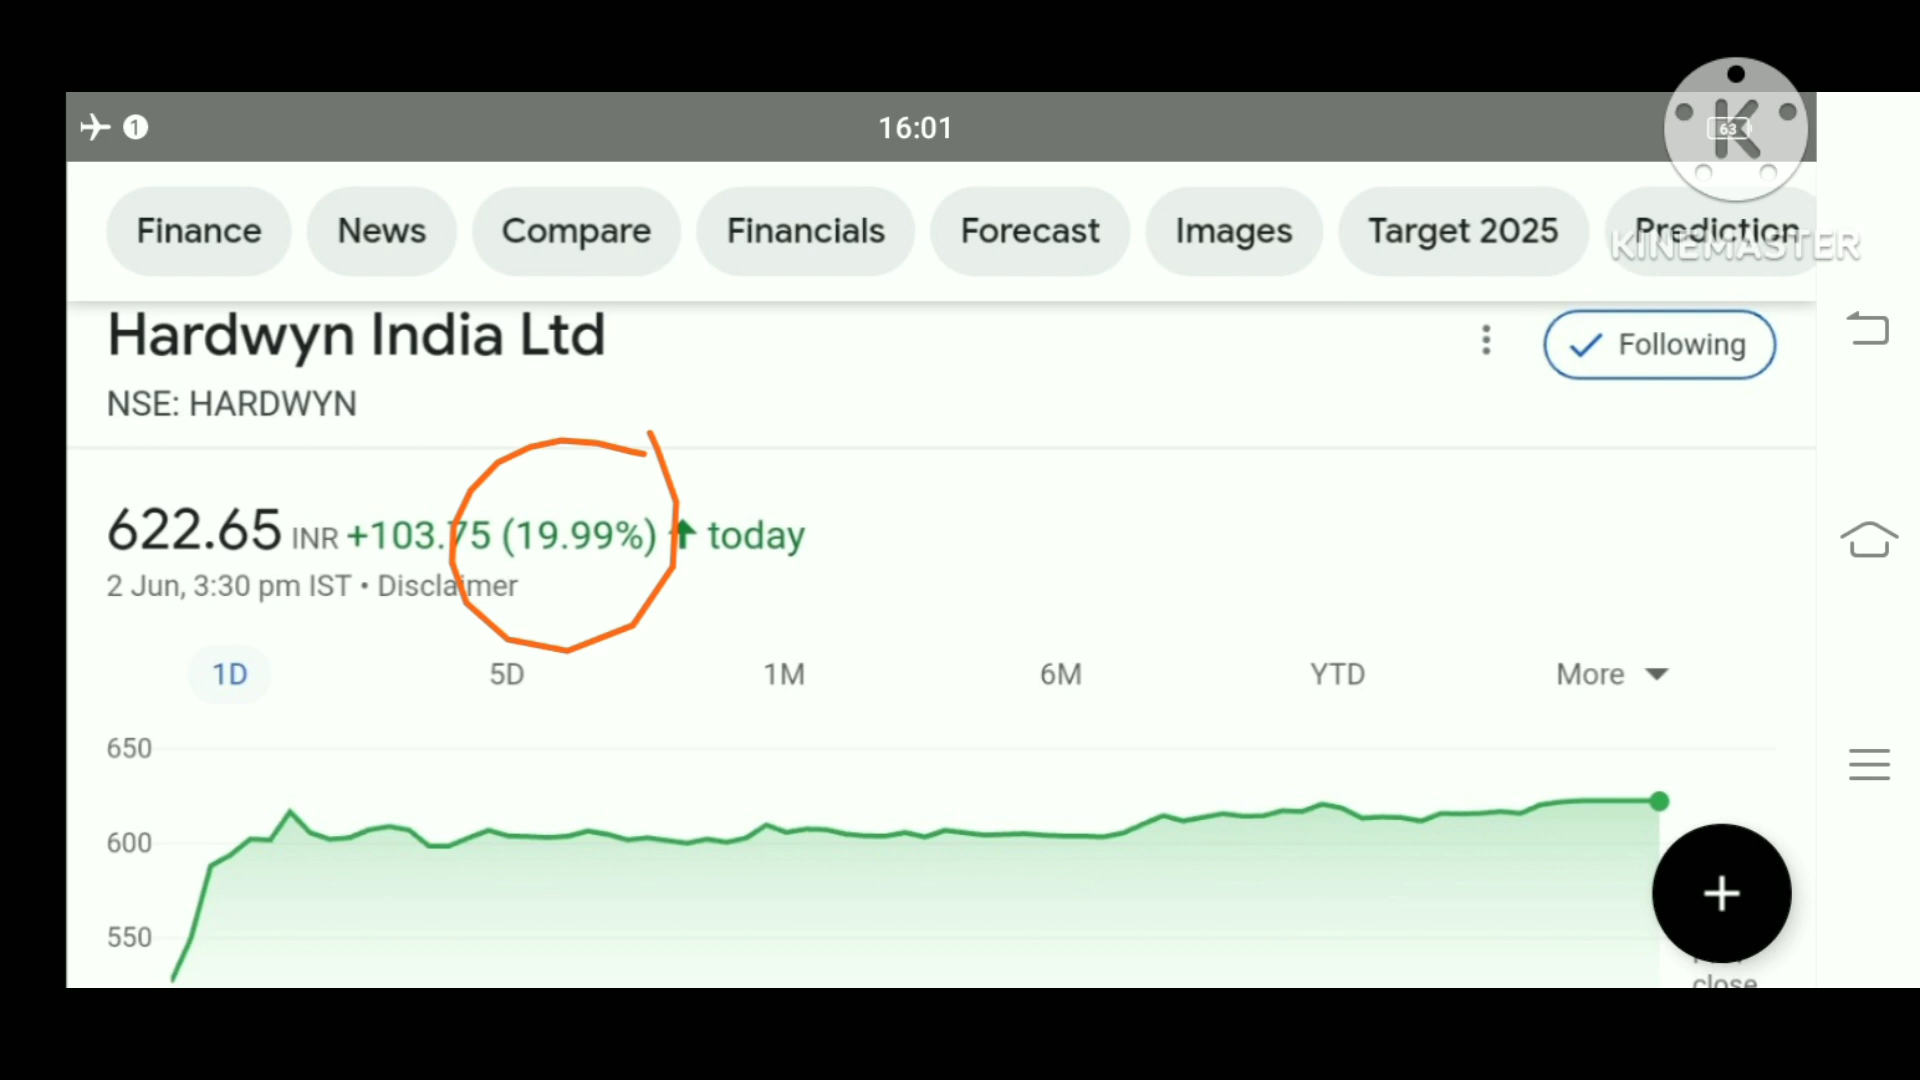 16:01
63
Finance News Compare Financials Forecast Images Target 2025 Prediction
KINEMASTER
Hardwyn India Ltd
Following
NSE: HARDWYN
622.65 INR +103.75 (19.99%) today
2 Jun, 3:30 pm IST • Disclaimer
1D 5D 1M 6M YTD More
650
600
550
close